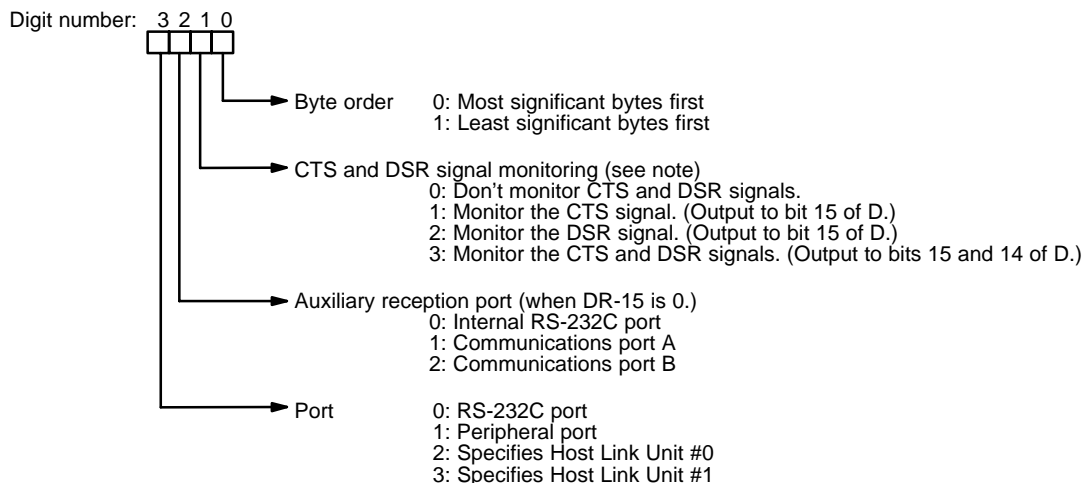 Digit number: 3 2 1 0
Byte order 0: Most significant bytes first
1: Least significant bytes first
CTS and DSR signal monitoring (see note)
0: Don't monitor CTS and DSR signals.
1: Monitor the CTS signal. (Output to bit 15 of D.)
2: Monitor the DSR signal. (Output to bit 15 of D.)
3: Monitor the CTS and DSR signals. (Output to bits 15 and 14 of D.)
Auxiliary reception port (when DR-15 is 0.)
0: Internal RS-232C port
1: Communications port A
2: Communications port B
Port 0: RS-232C port
1: Peripheral port
2: Specifies Host Link Unit #0
3: Specifies Host Link Unit #1